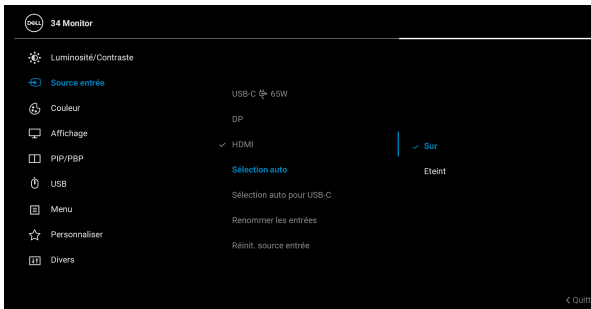 DELL 34 Monitor
Luminosité/Contraste
Source entrée
Couleur
Affichage
PIP/PBP
USB
Menu
Personnaliser
Divers
USB-C 65W
DP
HDMI
Sélection auto
Sélection auto pour USB-C
Renommer les entrées
Réinit. source entrée
Sur
Eteint
Quitt